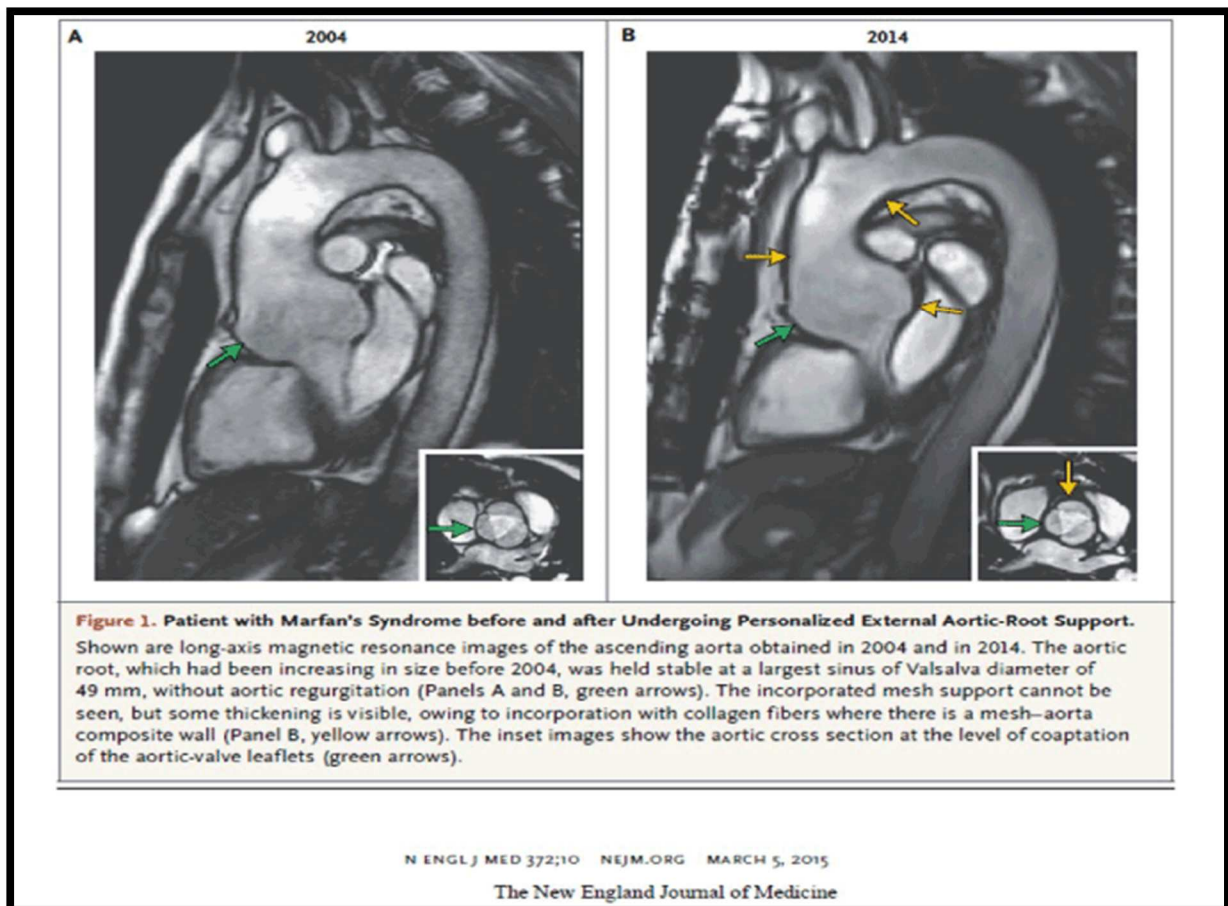 A
2004
B
2014
Figure 1. Patient with Marfan's Syndrome before and after Undergoing Personalized External Aortic-Root Support.
Shown are long-axis magnetic resonance images of the ascending aorta obtained in 2004 and in 2014. The aortic
root, which had been increasing in size before 2004, was held stable at a largest sinus of Valsalva diameter of
49 mm, without aortic regurgitation (Panels A and B, green arrows). The incorporated mesh support cannot be
seen, but some thickening is visible, owing to incorporation with collagen fibers where there is a mesh–aorta
composite wall (Panel B, yellow arrows). The inset images show the aortic cross section at the level of coaptation
of the aortic-valve leaflets (green arrows).
N ENGL J MED 372;10 NEJM.ORG MARCH 5, 2015
The New England Journal of Medicine